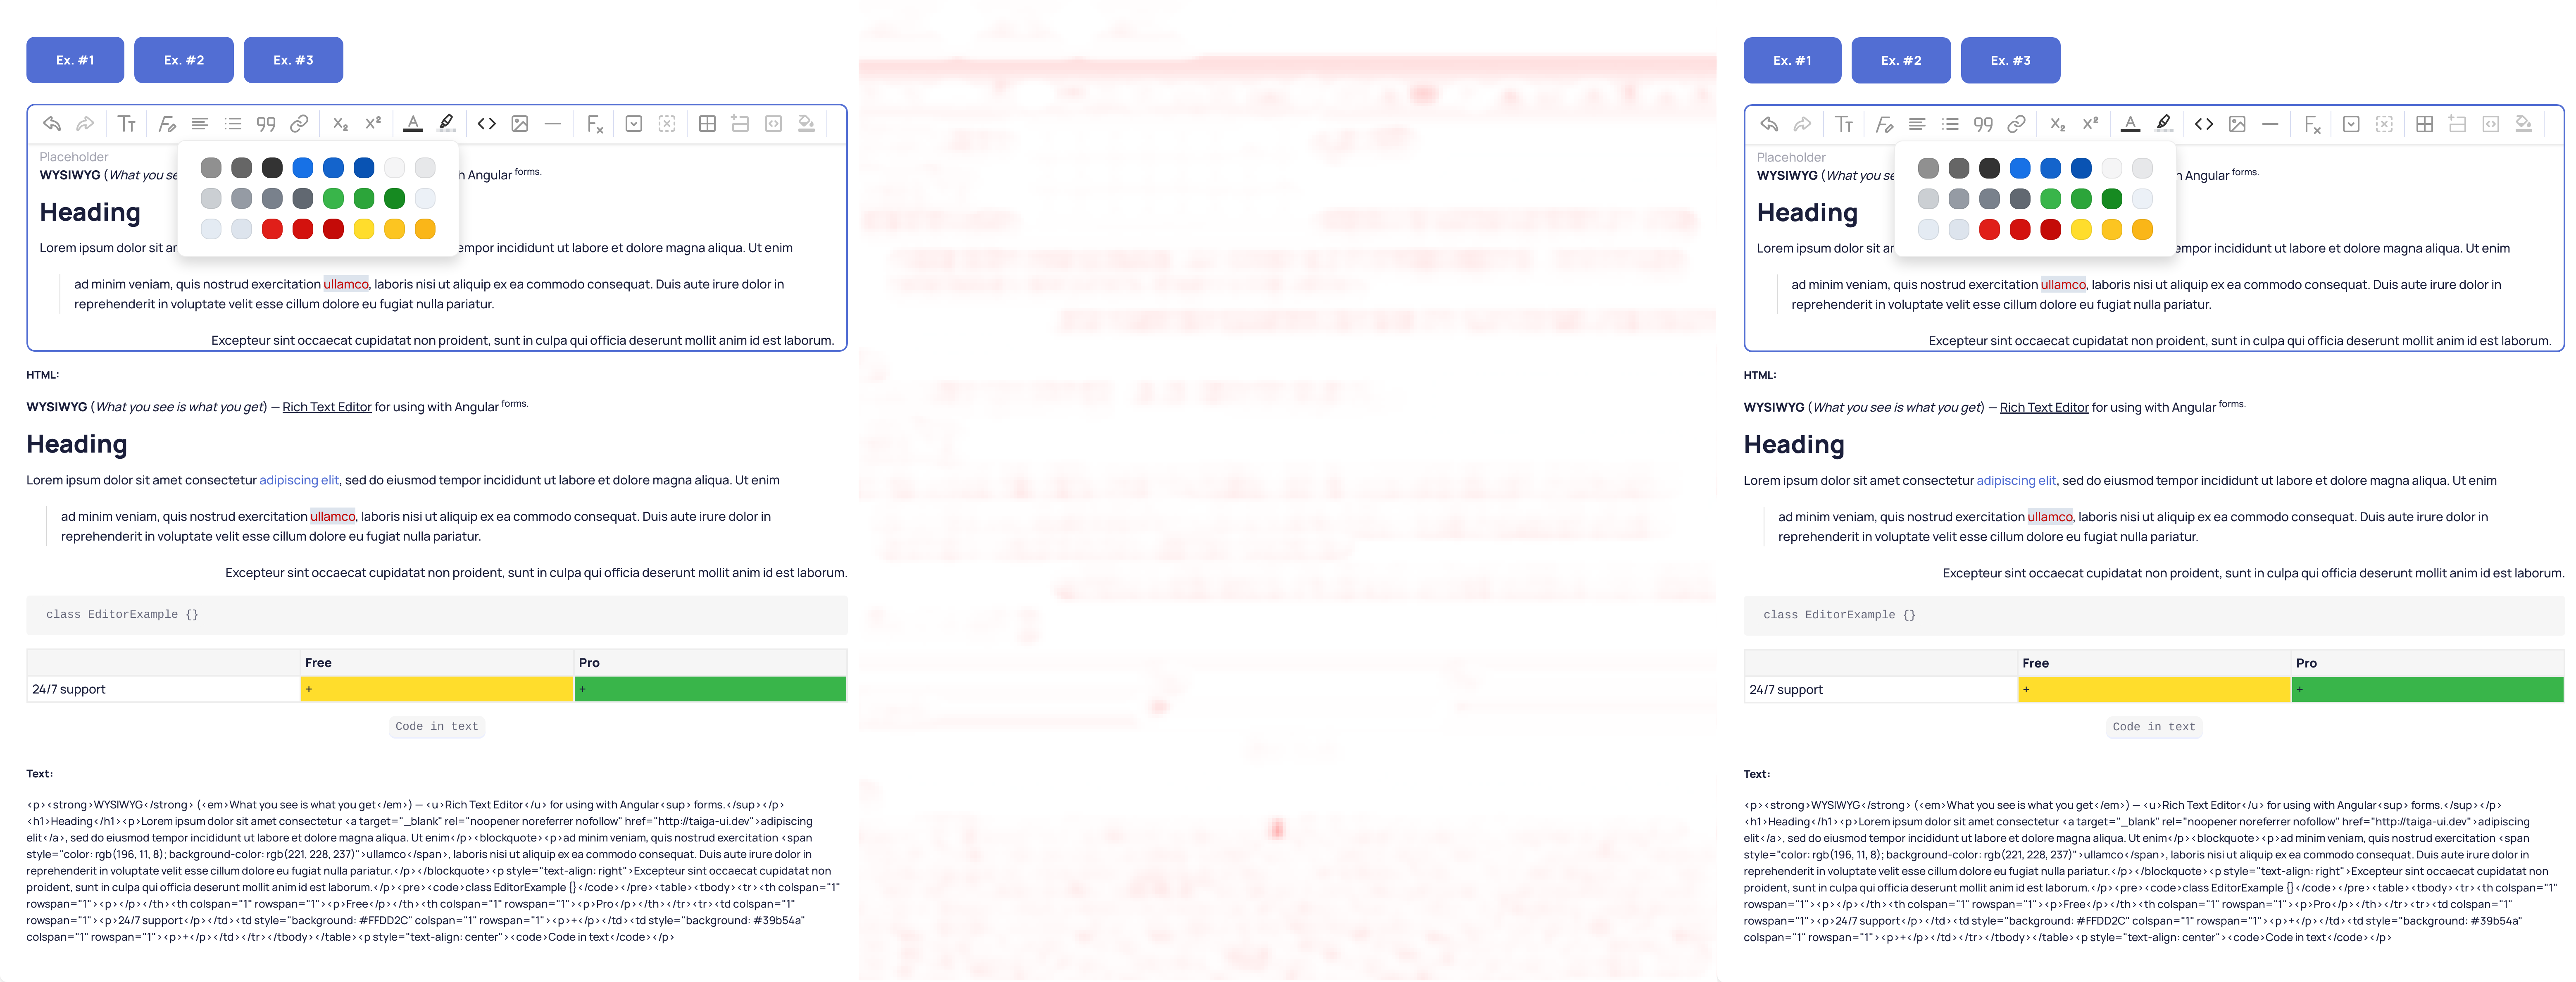 Ex. #1 Ex. #2 Ex. #3
Placeholder
WYSIWYG (What you se h Angular forms.
Heading
Lorem ipsum dolor sit ar empor incididunt ut labore et dolore magna aliqua. Ut enim
ad minim veniam, quis nostrud exercitation ullamco, laboris nisi ut aliquip ex ea commodo consequat. Duis aute irure dolor in
reprehenderit in voluptate velit esse cillum dolore eu fugiat nulla pariatur.
Excepteur sint occaecat cupidatat non proident, sunt in culpa qui officia deserunt mollit anim id est laborum.
HTML:
WYSIWYG (What you see is what you get) — Rich Text Editor for using with Angular forms.
Heading
Lorem ipsum dolor sit amet consectetur adipiscing elit, sed do eiusmod tempor incididunt ut labore et dolore magna aliqua. Ut enim
ad minim veniam, quis nostrud exercitation ullamco, laboris nisi ut aliquip ex ea commodo consequat. Duis aute irure dolor in
reprehenderit in voluptate velit esse cillum dolore eu fugiat nulla pariatur.
Excepteur sint occaecat cupidatat non proident, sunt in culpa qui officia deserunt mollit anim id est laborum.
class EditorExample {}
Free Pro
24/7 support + +
Code in text
Text:
<p><strong>WYSIWYG</strong> (<em>What you see is what you get</em>) — <u>Rich Text Editor</u> for using with Angular<sup> forms.</sup></p>
<h1>Heading</h1><p>Lorem ipsum dolor sit amet consectetur <a target="_blank" rel="noopener noreferrer nofollow" href="http://taiga-ui.dev">adipiscing
elit</a>, sed do eiusmod tempor incididunt ut labore et dolore magna aliqua. Ut enim</p><blockquote><p>ad minim veniam, quis nostrud exercitation <span
style="color: rgb(196, 11, 8); background-color: rgb(221, 228, 237)">ullamco</span>, laboris nisi ut aliquip ex ea commodo consequat. Duis aute irure dolor in
reprehenderit in voluptate velit esse cillum dolore eu fugiat nulla pariatur.</p></blockquote><p style="text-align: right">Excepteur sint occaecat cupidatat non
proident, sunt in culpa qui officia deserunt mollit anim id est laborum.</p><pre><code>class EditorExample {}</code></pre><table><tbody><tr><th colspan="1"
rowspan="1"><p></p></th><th colspan="1" rowspan="1"><p>Free</p></th><th colspan="1" rowspan="1"><p>Pro</p></th></tr><tr><td colspan="1"
rowspan="1"><p>24/7 support</p></td><td style="background: #FFDD2C" colspan="1" rowspan="1"><p>+</p></td><td style="background: #39b54a"
colspan="1" rowspan="1"><p>+</p></td></tr></tbody></table><p style="text-align: center"><code>Code in text</code></p>
Ex. #1 Ex. #2 Ex. #3
Placeholder
WYSIWYG (What you se h Angular forms.
Heading
Lorem ipsum dolor sit ar empor incididunt ut labore et dolore magna aliqua. Ut enim
ad minim veniam, quis nostrud exercitation ullamco, laboris nisi ut aliquip ex ea commodo consequat. Duis aute irure dolor in
reprehenderit in voluptate velit esse cillum dolore eu fugiat nulla pariatur.
Excepteur sint occaecat cupidatat non proident, sunt in culpa qui officia deserunt mollit anim id est laborum.
HTML:
WYSIWYG (What you see is what you get) — Rich Text Editor for using with Angular forms.
Heading
Lorem ipsum dolor sit amet consectetur adipiscing elit, sed do eiusmod tempor incididunt ut labore et dolore magna aliqua. Ut enim
ad minim veniam, quis nostrud exercitation ullamco, laboris nisi ut aliquip ex ea commodo consequat. Duis aute irure dolor in
reprehenderit in voluptate velit esse cillum dolore eu fugiat nulla pariatur.
Excepteur sint occaecat cupidatat non proident, sunt in culpa qui officia deserunt mollit anim id est laborum.
class EditorExample {}
Free Pro
24/7 support + +
Code in text
Text:
<p><strong>WYSIWYG</strong> (<em>What you see is what you get</em>) — <u>Rich Text Editor</u> for using with Angular<sup> forms.</sup></p>
<h1>Heading</h1><p>Lorem ipsum dolor sit amet consectetur <a target="_blank" rel="noopener noreferrer nofollow" href="http://taiga-ui.dev">adipiscing
elit</a>, sed do eiusmod tempor incididunt ut labore et dolore magna aliqua. Ut enim</p><blockquote><p>ad minim veniam, quis nostrud exercitation <span
style="color: rgb(196, 11, 8); background-color: rgb(221, 228, 237)">ullamco</span>, laboris nisi ut aliquip ex ea commodo consequat. Duis aute irure dolor in
reprehenderit in voluptate velit esse cillum dolore eu fugiat nulla pariatur.</p></blockquote><p style="text-align: right">Excepteur sint occaecat cupidatat non
proident, sunt in culpa qui officia deserunt mollit anim id est laborum.</p><pre><code>class EditorExample {}</code></pre><table><tbody><tr><th colspan="1"
rowspan="1"><p></p></th><th colspan="1" rowspan="1"><p>Free</p></th><th colspan="1" rowspan="1"><p>Pro</p></th></tr><tr><td colspan="1"
rowspan="1"><p>24/7 support</p></td><td style="background: #FFDD2C" colspan="1" rowspan="1"><p>+</p></td><td style="background: #39b54a"
colspan="1" rowspan="1"><p>+</p></td></tr></tbody></table><p style="text-align: center"><code>Code in text</code></p>